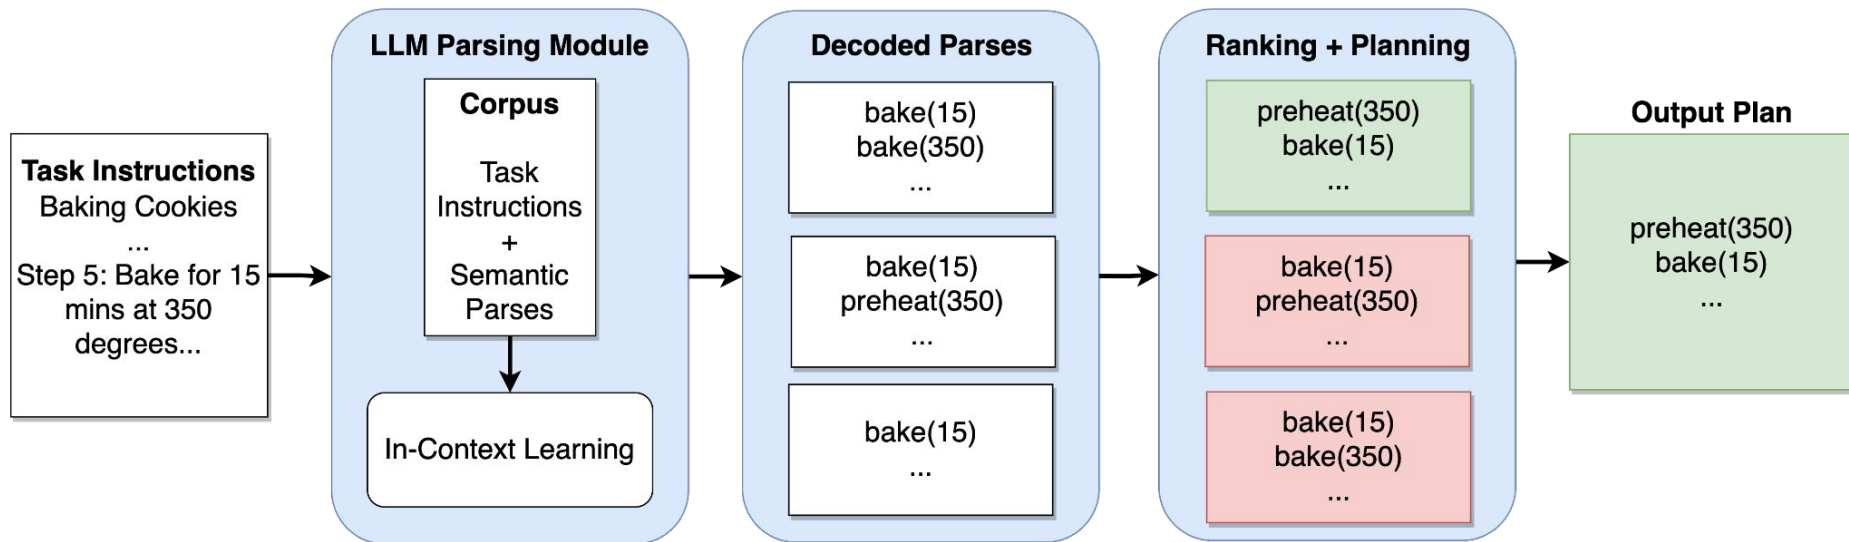 Task Instructions
Baking Cookies
...
Step 5: Bake for 15
mins at 350
degrees...
LLM Parsing Module
Corpus
Task
Instructions
+
Semantic
Parses
In-Context Learning
Decoded Parses
bake(15)
bake(350)
...
bake(15)
preheat(350)
...
bake(15)
...
Ranking + Planning
preheat(350)
bake(15)
...
bake(15)
preheat(350)
...
bake(15)
bake(350)
...
Output Plan
preheat(350)
bake(15)
...